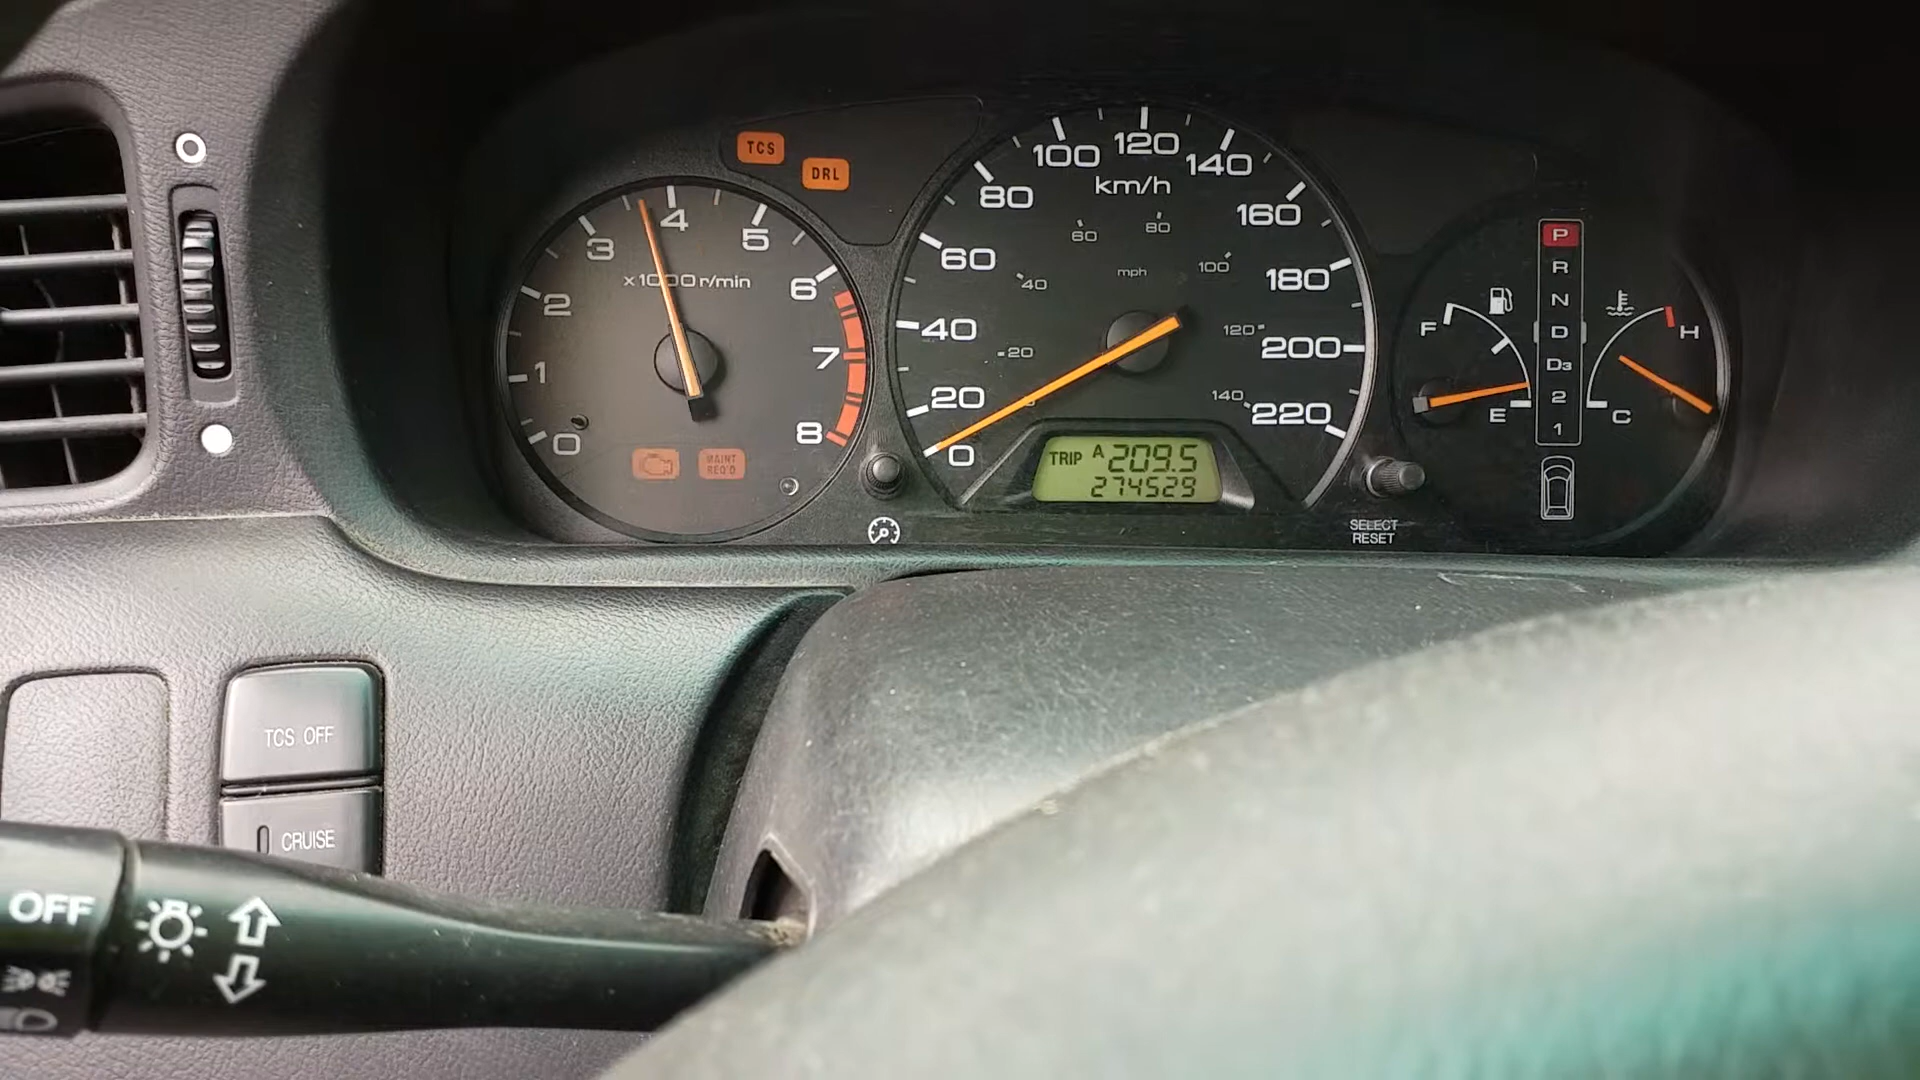 TCS
DRL
0
1
2
3
4
5
6
7
8
x1000r/min
MAINT
REQ'D
0
20
40
60
80
100
120
140
160
180
200
220
km/h
20
40
60
80
100
120
140
mph
TRIP A 209.5
274529
SELECT
RESET
F
E
P
R
N
D
D3
2
1
H
C
TCS OFF
CRUISE
OFF